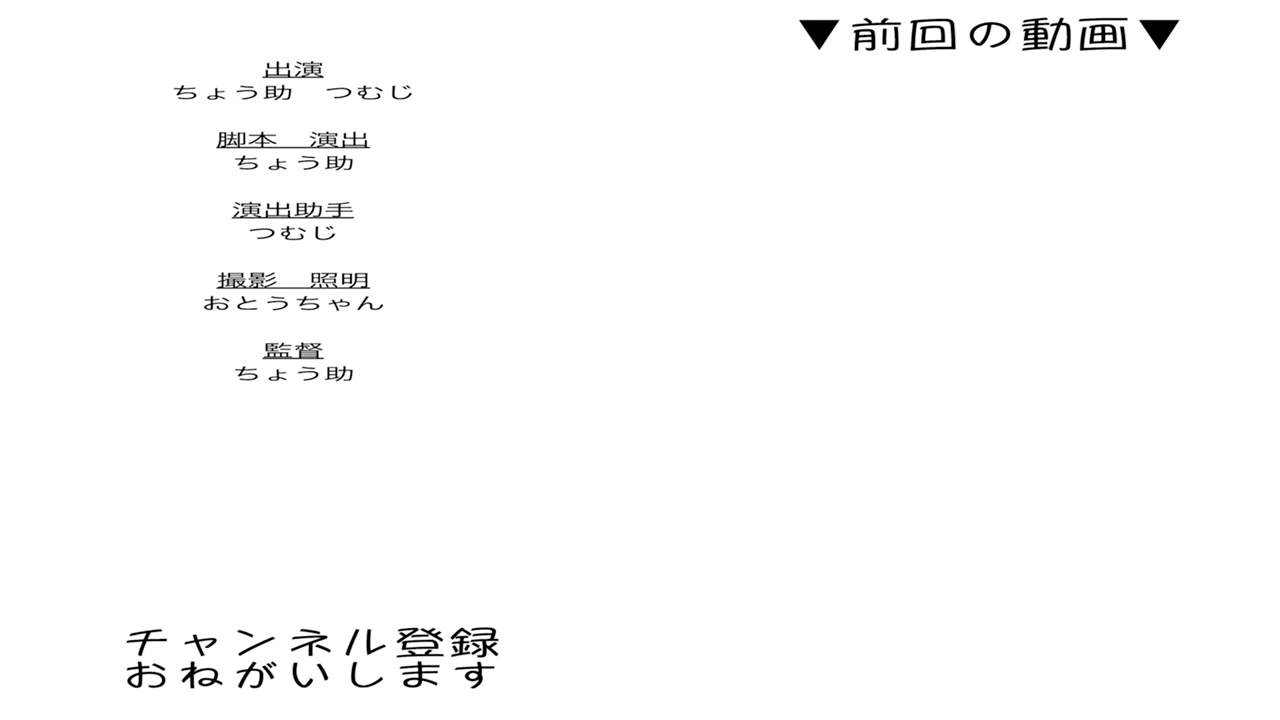 ▼前回の動画▼
出演
ちょう助　つむじ
脚本　演出
ちょう助
演出助手
つむじ
撮影　照明
おとうちゃん
監督
ちょう助
チャンネル登録
おねがいします